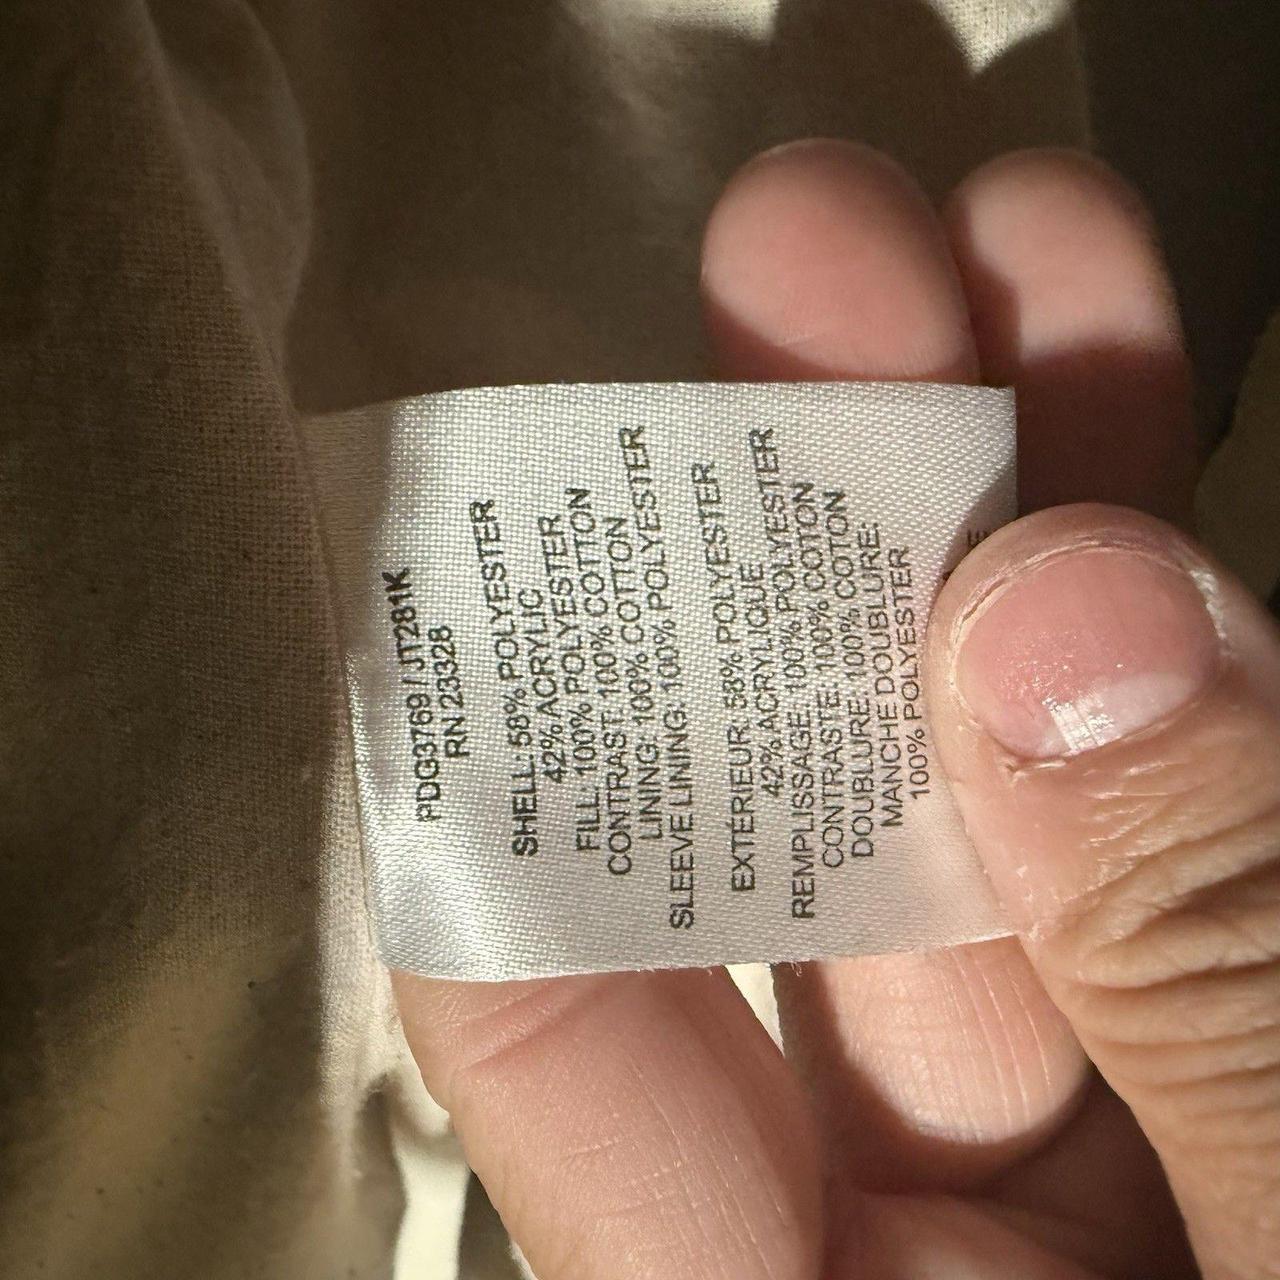 PDG3769 / JT281K
RN 23328
SHELL: 58% POLYESTER
42% ACRYLIC
FILL: 100% POLYESTER
CONTRAST: 100% COTTON
LINING: 100% COTTON
SLEEVE LINING: 100% POLYESTER
EXTÉRIEUR: 58% POLYESTER
42% ACRYLIQUE
REMPLISSAGE: 100% POLYESTER
CONTRASTE: 100% COTON
DOUBLURE: 100% COTON
MANCHE DOUBLURE:
100% POLYESTER